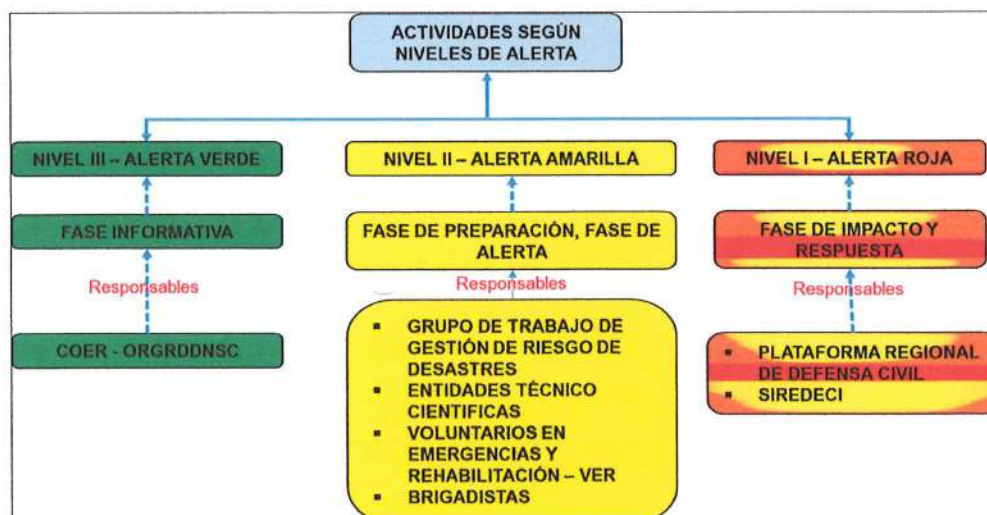 ACTIVIDADES SEGÚN
NIVELES DE ALERTA
NIVEL III – ALERTA VERDE
NIVEL II – ALERTA AMARILLA
NIVEL I – ALERTA ROJA
FASE INFORMATIVA
FASE DE PREPARACIÓN, FASE DE
ALERTA
FASE DE IMPACTO Y
RESPUESTA
Responsables
Responsables
Responsables
COER - ORGRDDNSC
▪ GRUPO DE TRABAJO DE
GESTIÓN DE RIESGO DE
DESASTRES
▪ ENTIDADES TÉCNICO
CIENTIFICAS
▪ VOLUNTARIOS EN
EMERGENCIAS Y
REHABILITACIÓN – VER
▪ BRIGADISTAS
▪ PLATAFORMA REGIONAL
DE DEFENSA CIVIL
▪ SIREDECI